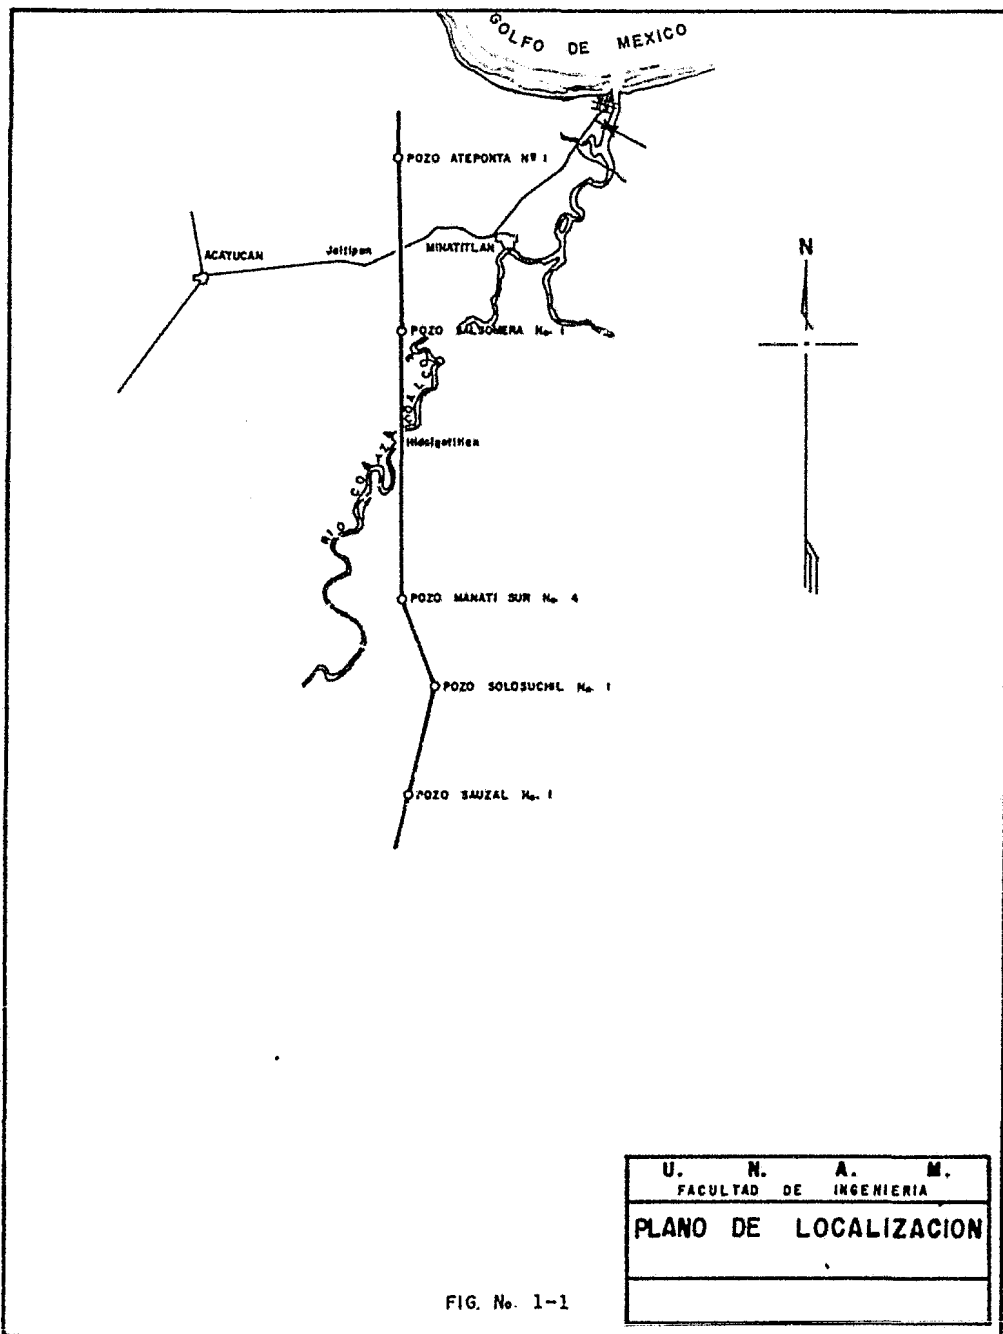 GOLFO DE MEXICO
POZO ATEPONTA Nº 1
ACAYUCAN
Jaltipan
MINATITLAN
N
POZO SALSOMERA No. 1
Hidalgotitlan
RIO COATZACOALCOS
POZO MANATI SUR No. 4
POZO SOLOSUCHIL No. 1
POZO SAUZAL No. 1
U. N. A. M.
FACULTAD DE INGENIERIA
PLANO DE LOCALIZACION
FIG. No. 1-1